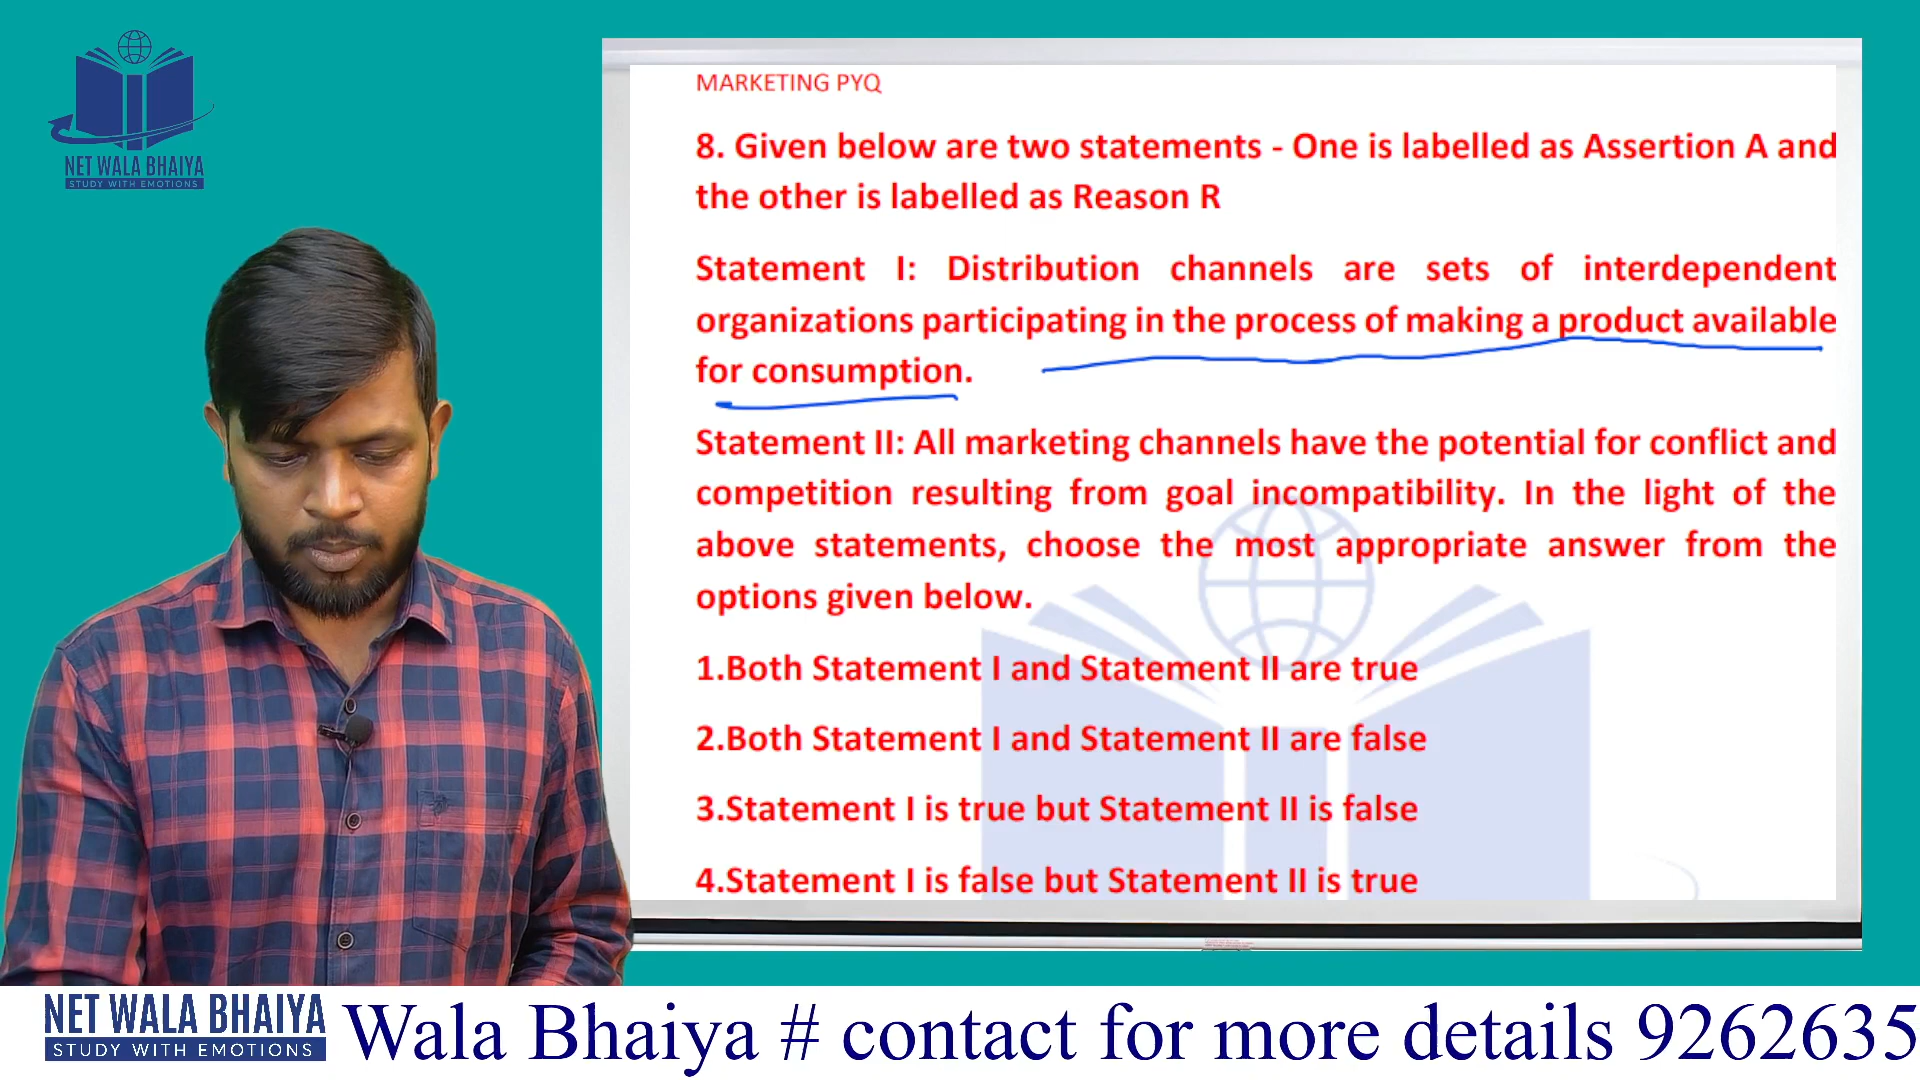 NET WALA BHAIYA
STUDY WITH EMOTIONS
MARKETING PYQ
8. Given below are two statements - One is labelled as Assertion A and
the other is labelled as Reason R
Statement I: Distribution channels are sets of interdependent
organizations participating in the process of making a product available
for consumption.
Statement II: All marketing channels have the potential for conflict and
competition resulting from goal incompatibility. In the light of the
above statements, choose the most appropriate answer from the
options given below.
1.Both Statement I and Statement II are true
2.Both Statement I and Statement II are false
3.Statement I is true but Statement II is false
4.Statement I is false but Statement II is true
NET WALA BHAIYA
STUDY WITH EMOTIONS
Wala Bhaiya # contact for more details 9262635